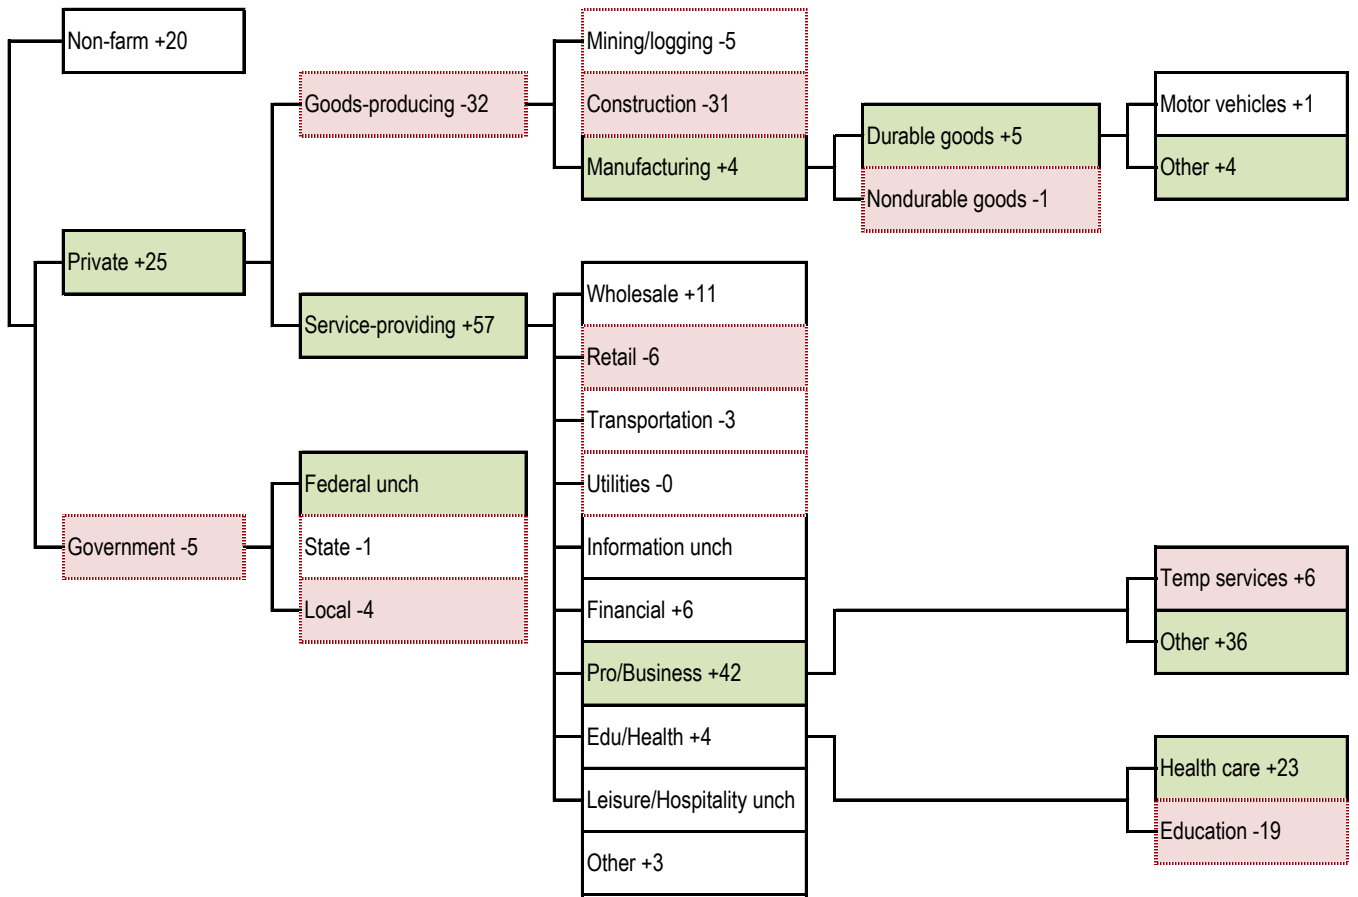 Non-farm +20
Mining/logging -5
Goods-producing -32
Construction -31
Motor vehicles +1
Durable goods +5
Manufacturing +4
Other +4
Nondurable goods -1
Private +25
Wholesale +11
Service-providing +57
Retail -6
Transportation -3
Federal unch
Utilities -0
Government -5
State -1
Information unch
Temp services +6
Local -4
Financial +6
Other +36
Pro/Business +42
Edu/Health +4
Health care +23
Leisure/Hospitality unch
Education -19
Other +3